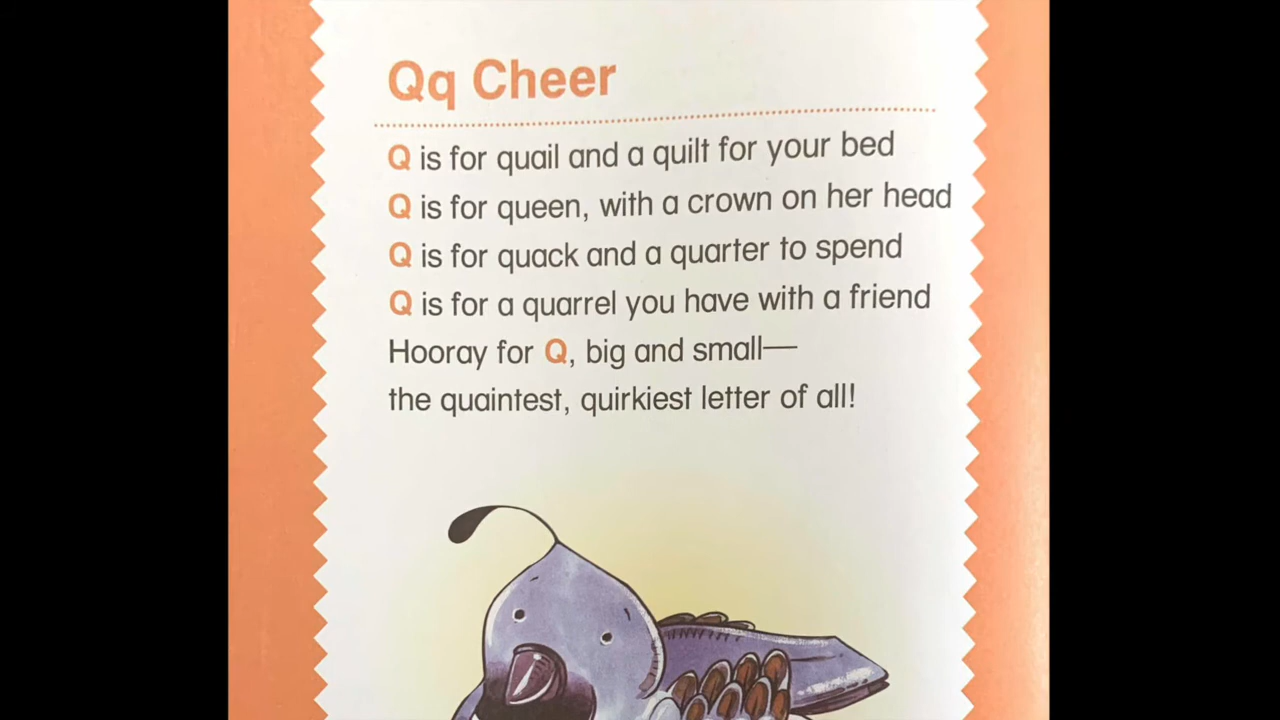 Qq Cheer
Q is for quail and a quilt for your bed
Q is for queen, with a crown on her head
Q is for quack and a quarter to spend
Q is for a quarrel you have with a friend
Hooray for Q, big and small—
the quaintest, quirkiest letter of all!